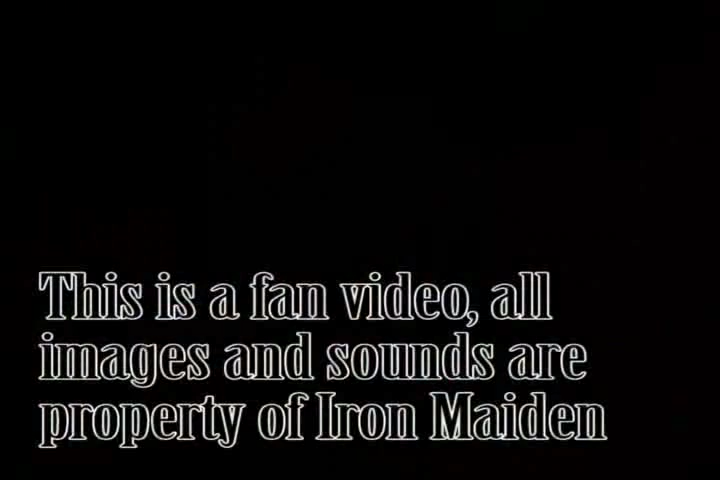 This is a fan video, all
images and sounds are
property of Iron Maiden